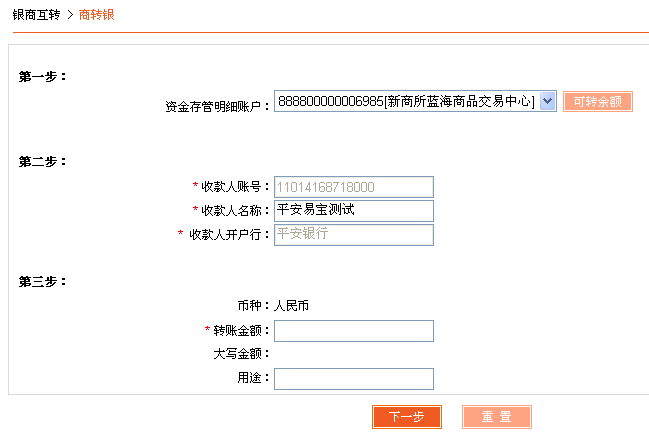 银商互转 > 商转银
第一步：
资金存管明细账户： 888800000006985[新商所蓝海商品交易中心] 可转余额
第二步：
* 收款人账号： 11014168718000
* 收款人名称： 平安易宝测试
* 收款人开户行： 平安银行
第三步：
币种： 人民币
* 转账金额：
大写金额：
用途：
下一步 重 置